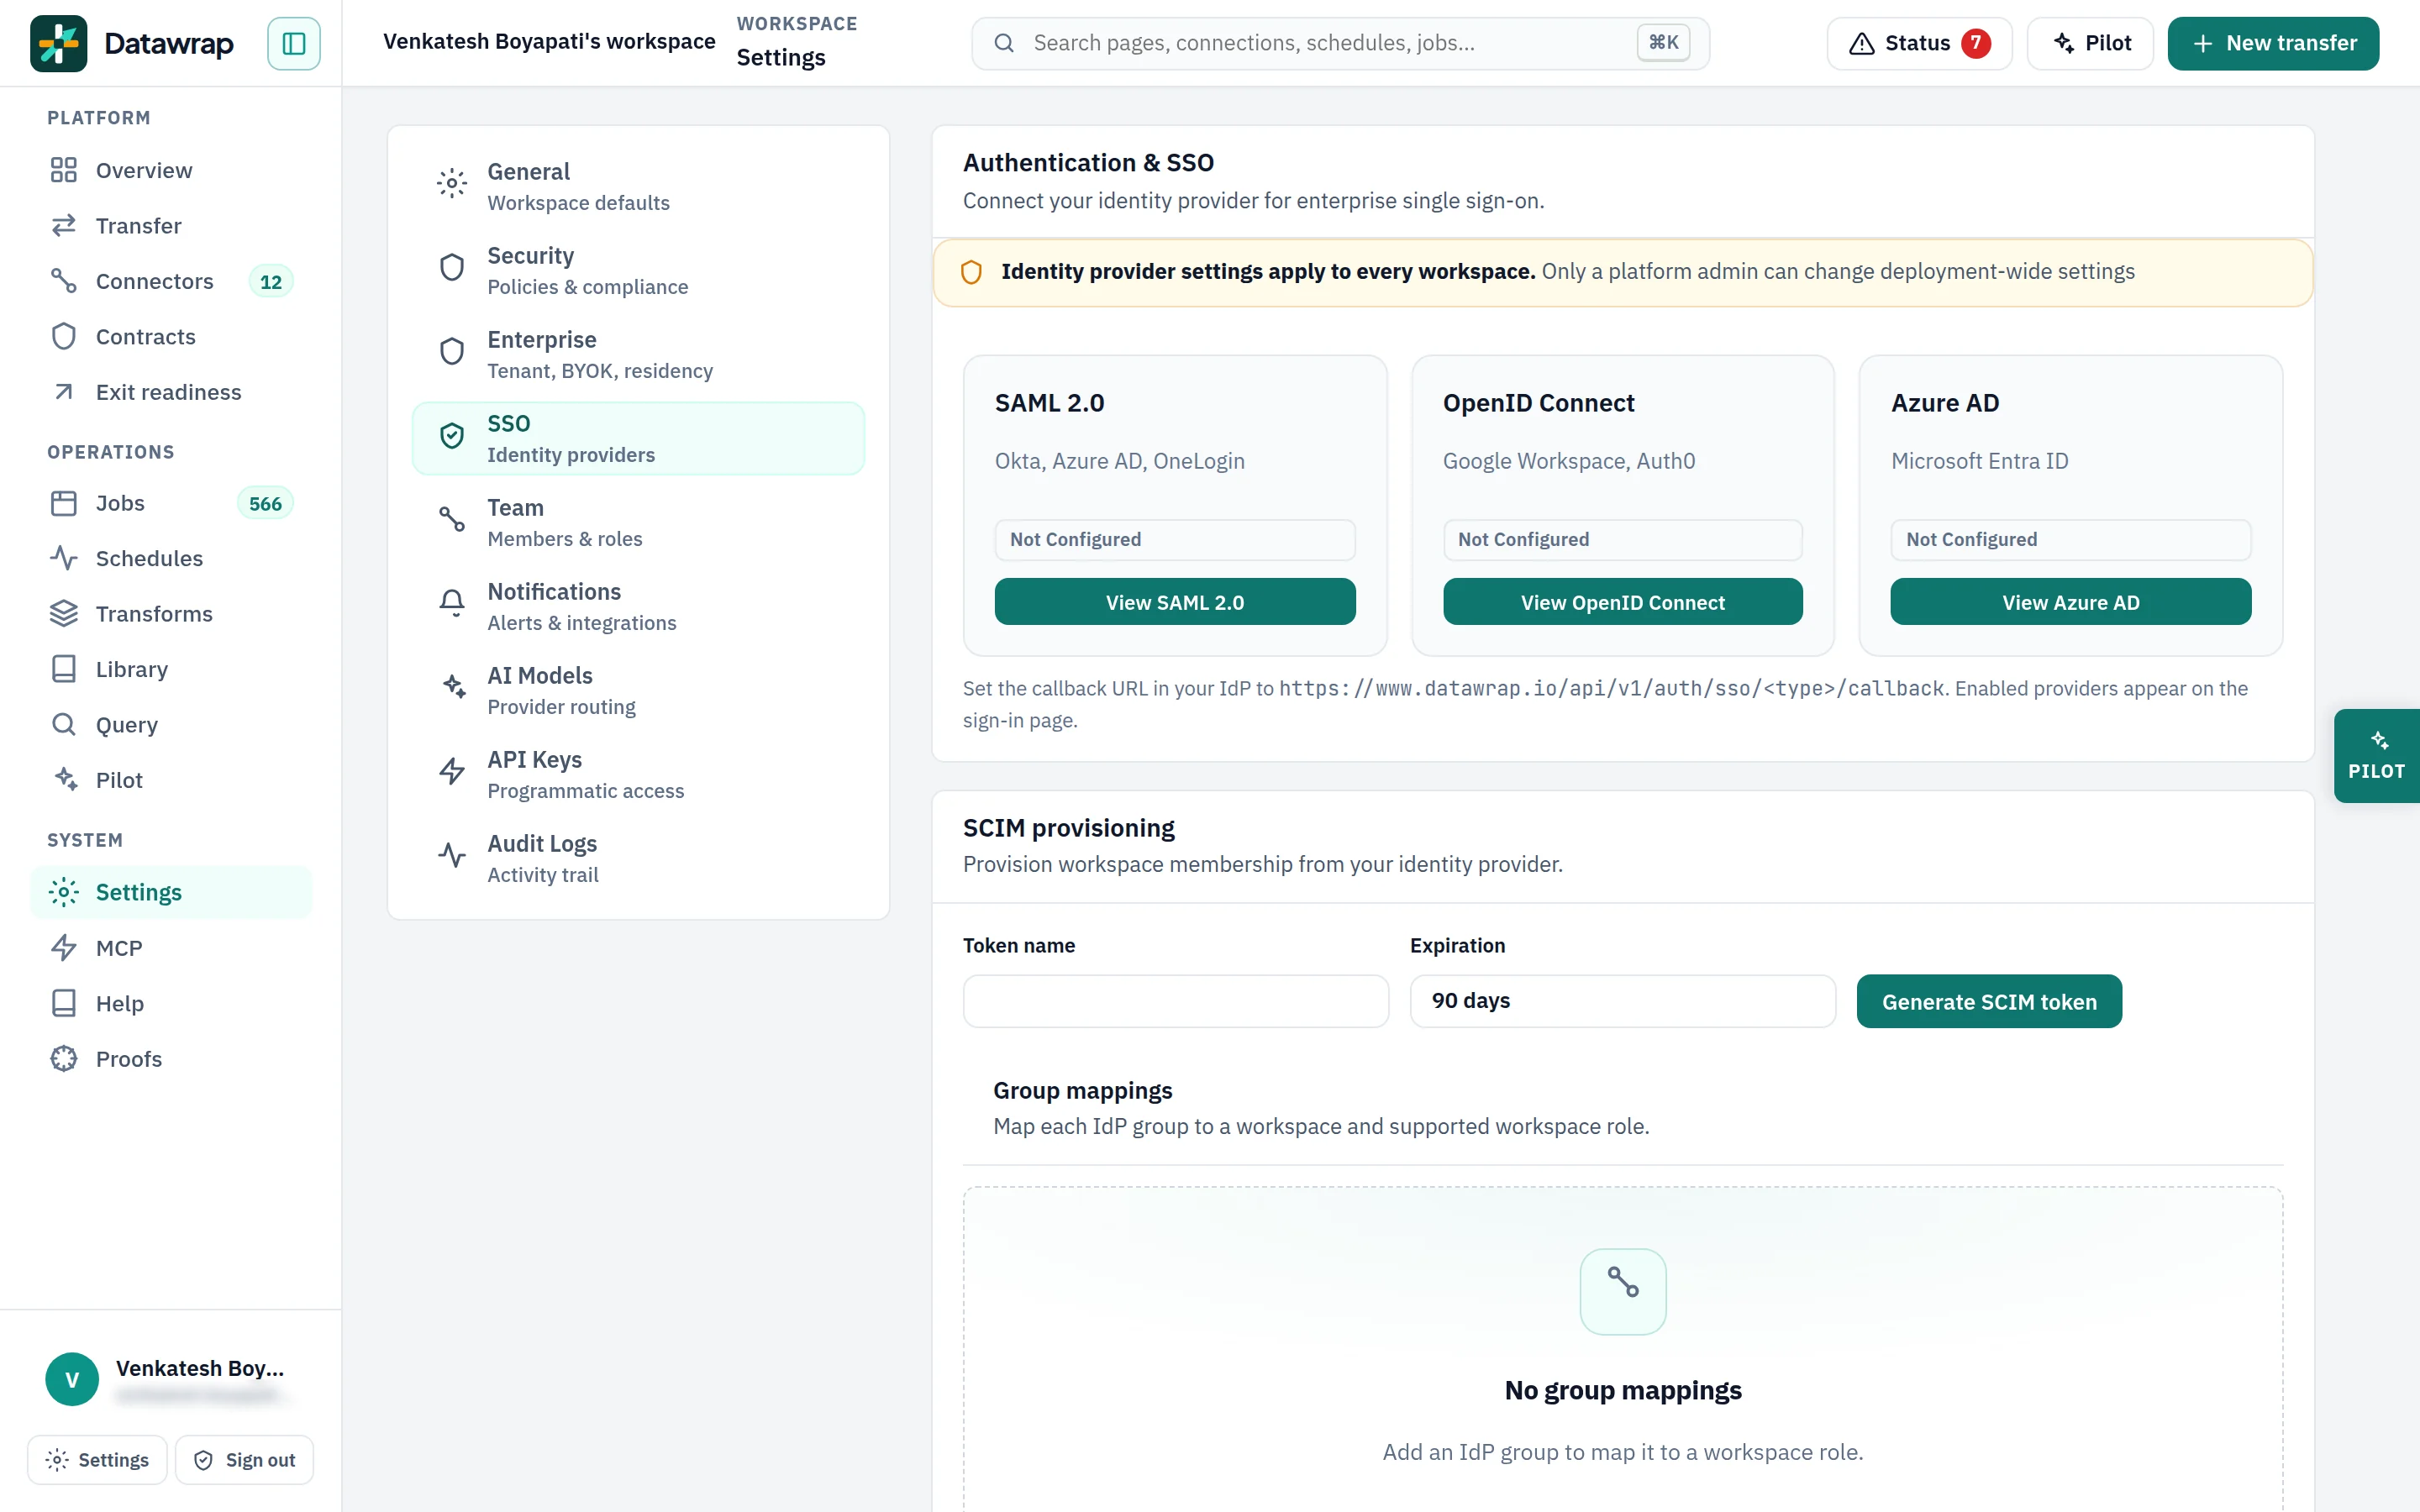 Datawrap
Venkatesh Boyapati's workspace
WORKSPACE
Settings
Search pages, connections, schedules, jobs...
⌘K
Status 7
Pilot
New transfer
PLATFORM
Overview
Transfer
Connectors 12
Contracts
Exit readiness
OPERATIONS
Jobs 566
Schedules
Transforms
Library
Query
Pilot
SYSTEM
Settings
MCP
Help
Proofs
V
Venkatesh Boy...
Settings
Sign out
General
Workspace defaults
Security
Policies & compliance
Enterprise
Tenant, BYOK, residency
SSO
Identity providers
Team
Members & roles
Notifications
Alerts & integrations
AI Models
Provider routing
API Keys
Programmatic access
Audit Logs
Activity trail
Authentication & SSO
Connect your identity provider for enterprise single sign-on.
Identity provider settings apply to every workspace. Only a platform admin can change deployment-wide settings
SAML 2.0
Okta, Azure AD, OneLogin
Not Configured
View SAML 2.0
OpenID Connect
Google Workspace, Auth0
Not Configured
View OpenID Connect
Azure AD
Microsoft Entra ID
Not Configured
View Azure AD
Set the callback URL in your IdP to https://www.datawrap.io/api/v1/auth/sso/<type>/callback. Enabled providers appear on the
sign-in page.
PILOT
SCIM provisioning
Provision workspace membership from your identity provider.
Token name
Expiration
90 days
Generate SCIM token
Group mappings
Map each IdP group to a workspace and supported workspace role.
No group mappings
Add an IdP group to map it to a workspace role.